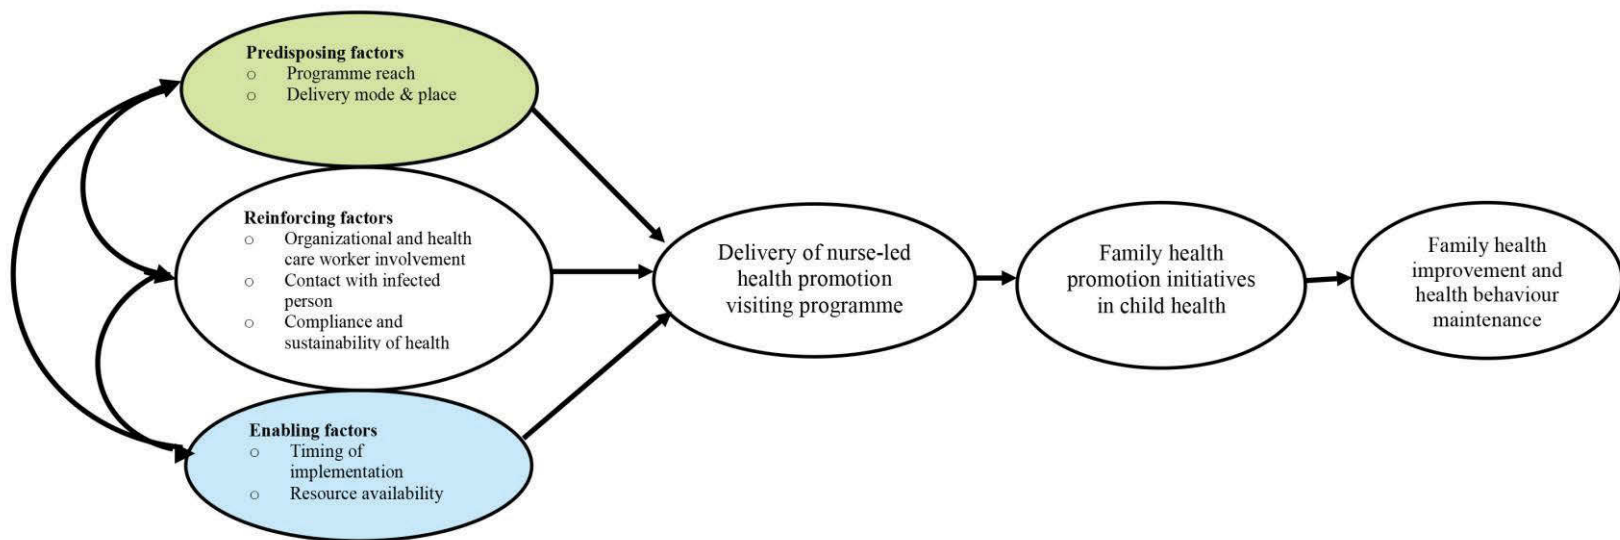 Predisposing factors
○ Programme reach
○ Delivery mode & place
Reinforcing factors
○ Organizational and health
care worker involvement
○ Contact with infected
person
○ Compliance and
sustainability of health
Enabling factors
○ Timing of
implementation
○ Resource availability
Delivery of nurse-led
health promotion
visiting programme
Family health
promotion initiatives
in child health
Family health
improvement and
health behaviour
maintenance